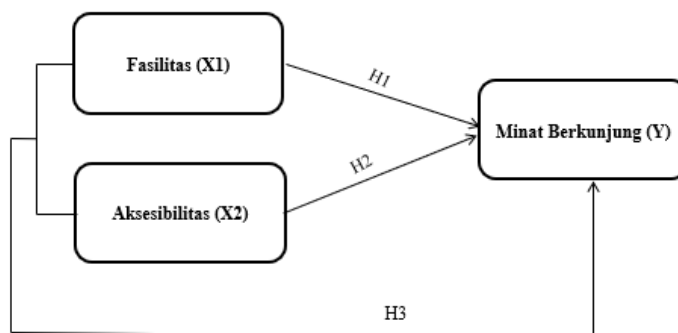 Fasilitas (X1)
H1
Minat Berkunjung (Y)
H2
Aksesibilitas (X2)
H3